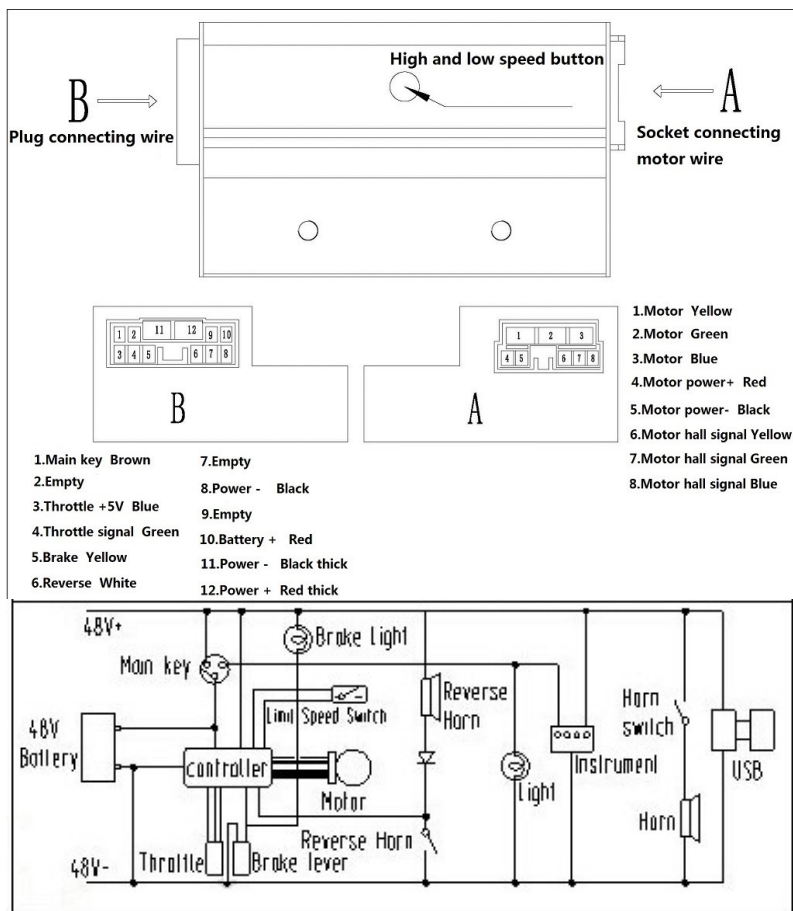 High and low speed button
B
A
Plug connecting wire
Socket connecting
motor wire
1 2 11 12 9 10
3 4 5 6 7 8
B
1 2 3
4 5 6 7 8
A
1.Motor Yellow
2.Motor Green
3.Motor Blue
4.Motor power+ Red
5.Motor power- Black
6.Motor hall signal Yellow
7.Motor hall signal Green
8.Motor hall signal Blue
1.Main key Brown
2.Empty
3.Throttle +5V Blue
4.Throttle signal Green
5.Brake Yellow
6.Reverse White
7.Empty
8.Power - Black
9.Empty
10.Battery + Red
11.Power - Black thick
12.Power + Red thick
48V+
Main key
Brake Light
Limit Speed Switch
Reverse
Horn
Horn
switch
48V
Battery
controller
Motor
Light
Instrument
USB
Horn
Reverse Horn
Throttle
Brake lever
48V-